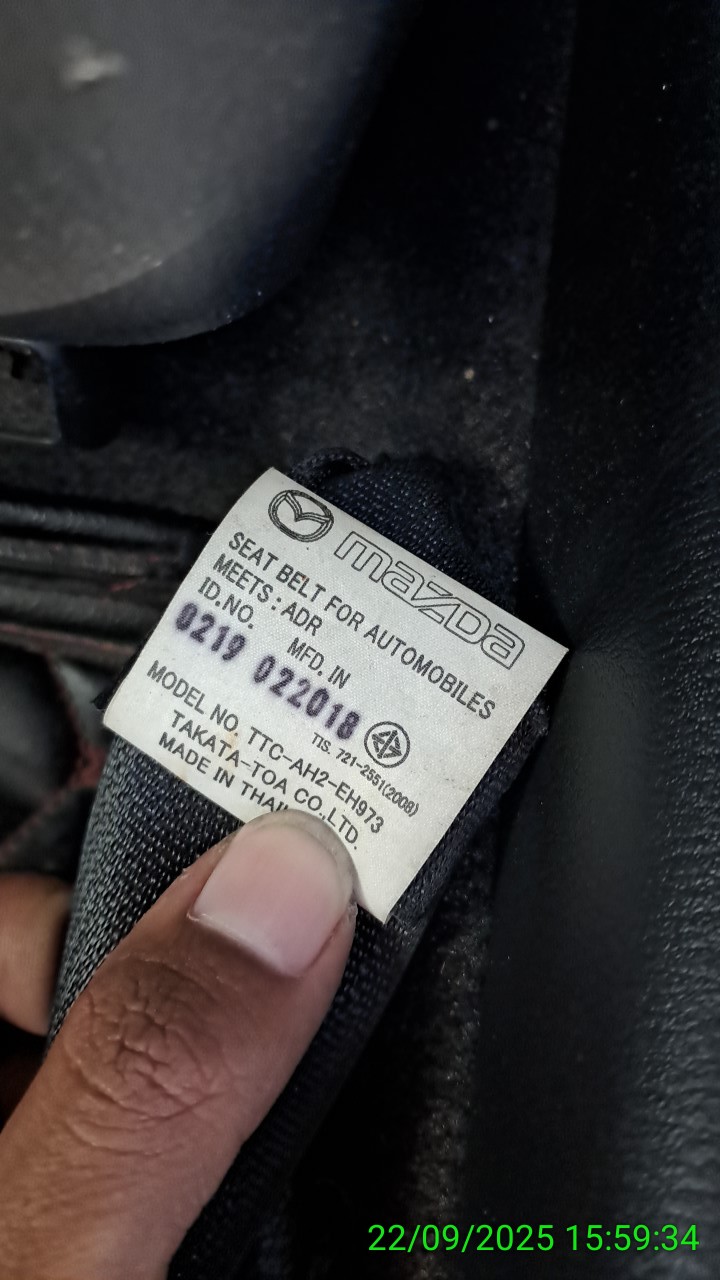 mazda
SEAT BELT FOR AUTOMOBILES
MEETS : ADR
ID.NO. MFD. IN
0219 022018
TIS. 721-2551(2008)
MODEL NO. TTC-AH2-EH973
TAKATA-TOA CO.,LTD.
MADE IN
22/09/2025 15:59:34